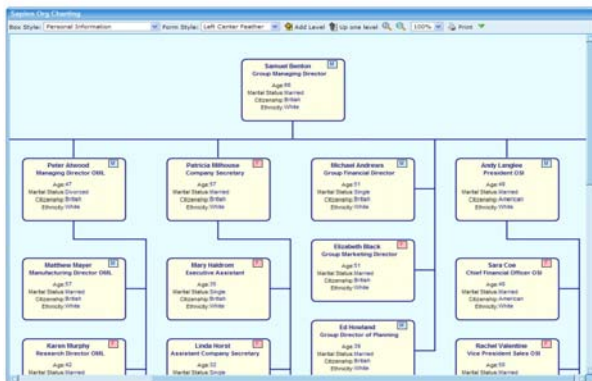 Sapien Org Charting
Box Style: Personal Information Form Style: Left Center Feather Add Level Up one level 100% Print
Samuel Benton M
Group Managing Director
Marital Status: Married
Citizenship: British
Ethnicity: White
Peter Atwood M
Managing Director OML
Age: 47
Marital Status: Divorced
Citizenship: British
Ethnicity: White
Patricia Milhouse F
Company Secretary
Age: 57
Marital Status: Married
Citizenship: British
Ethnicity: White
Michael Andrews M
Group Financial Director
Age: 51
Marital Status: Single
Citizenship: British
Ethnicity: White
Andy Langlee M
President OSI
Marital Status: Married
Citizenship: American
Ethnicity: White
Matthew Mayer M
Manufacturing Director OML
Age: 57
Marital Status: Married
Citizenship: British
Ethnicity: White
Mary Haldrom F
Executive Assistant
Marital Status: Single
Citizenship: British
Ethnicity: White
Elizabeth Black F
Group Marketing Director
Age: 51
Marital Status: Married
Citizenship: British
Ethnicity: White
Sara Coe F
Chief Financial Officer OSI
Marital Status: Married
Citizenship: American
Ethnicity: White
Karen Murphy F
Research Director OML
Age: 42
Marital Status: Married
Linda Horst F
Assistant Company Secretary
Age: 32
Marital Status: Single
Ed Howland M
Group Director of Planning
Marital Status: Married
Citizenship: British
Ethnicity: White
Rachel Valentine F
Vice President Sales OSI
Marital Status: Married